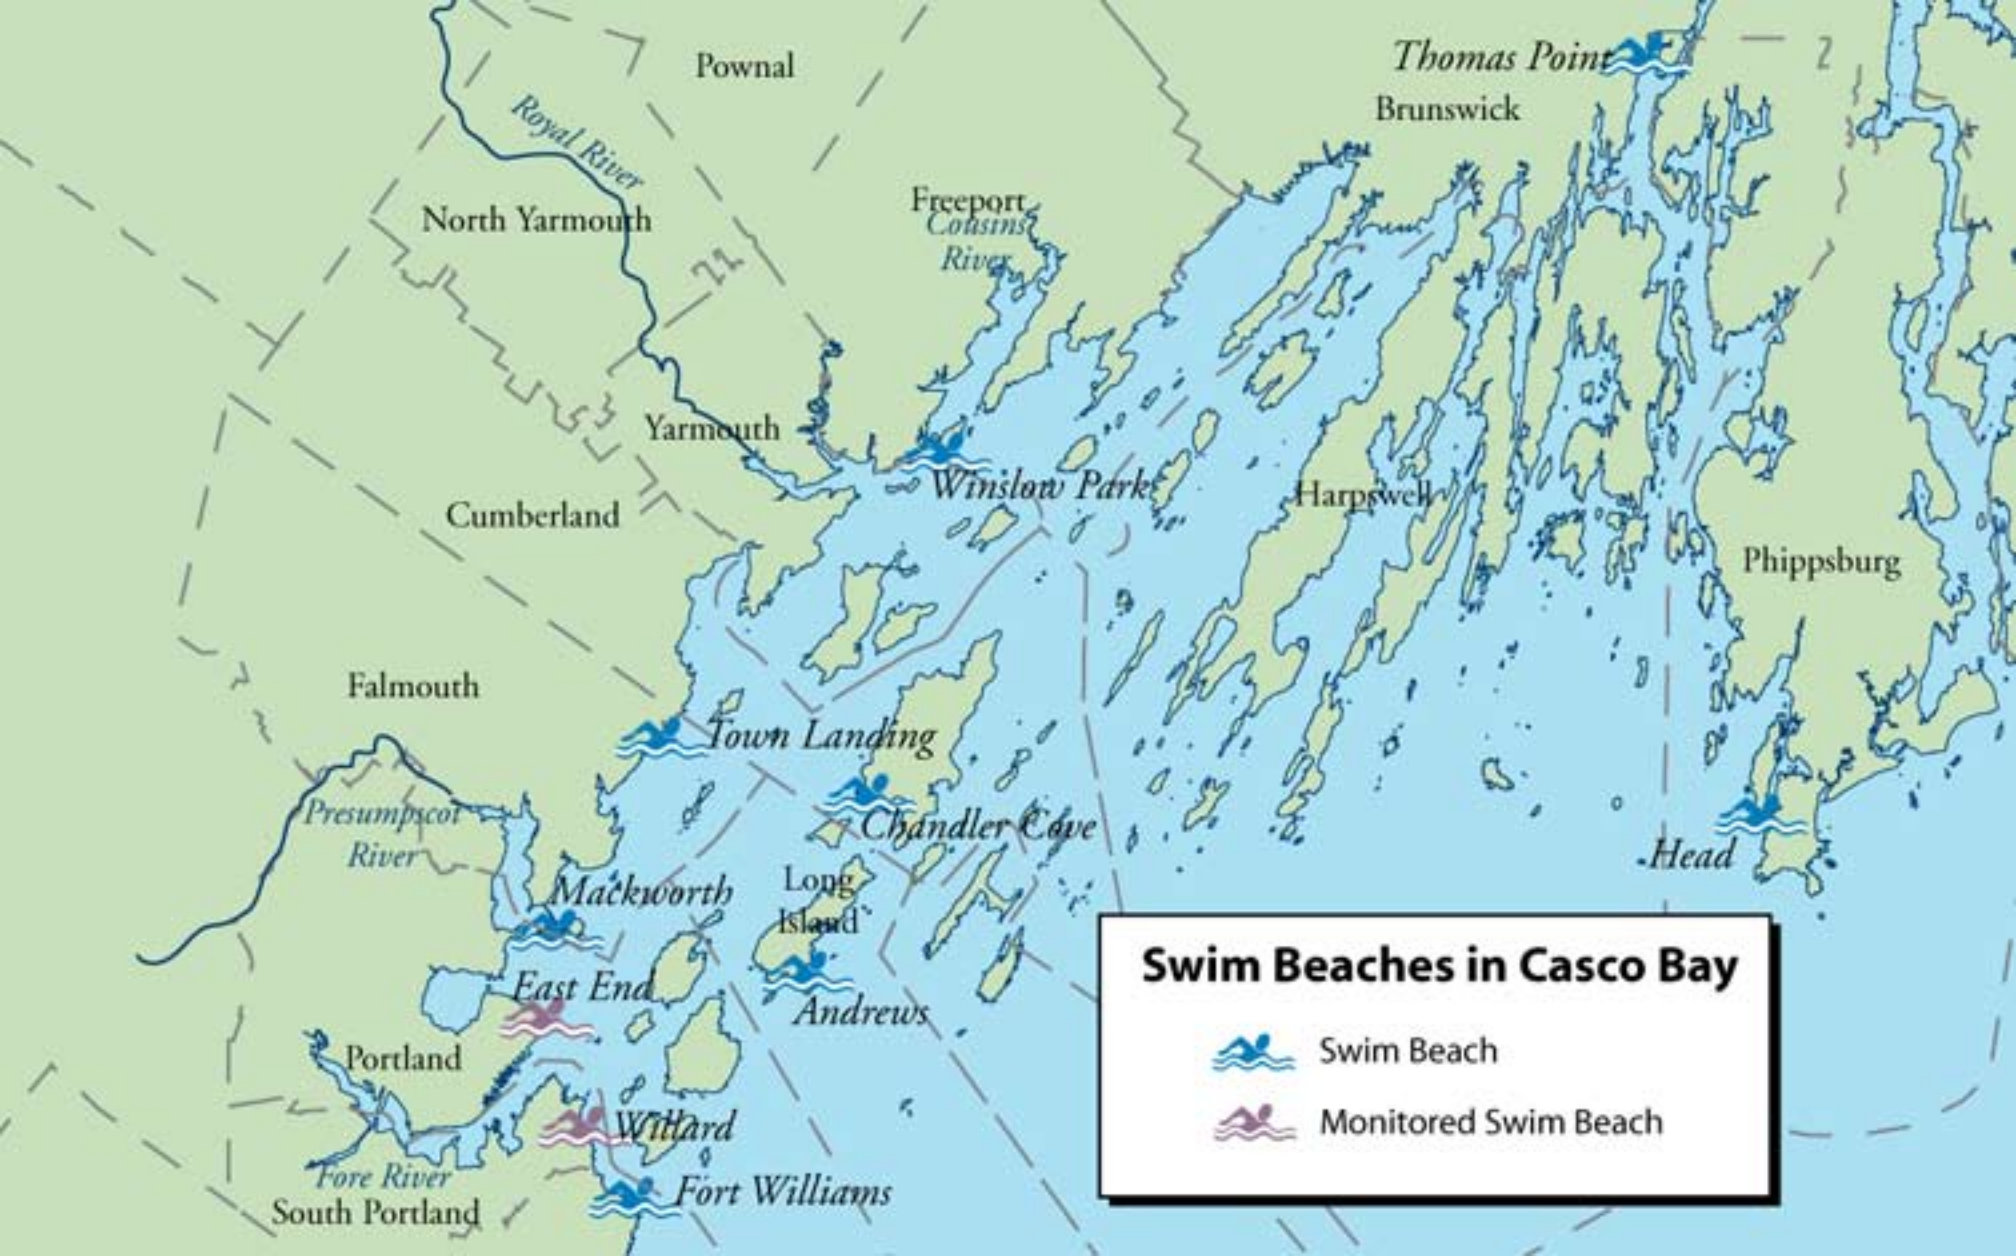 Thomas Point
Pownal
Brunswick
Royal River
Freeport
Cousins
River
North Yarmouth
Yarmouth
Winslow Park
Harpswell
Cumberland
Phippsburg
Falmouth
Town Landing
Presumpscot
River
Chandler Cove
Head
Long
Island
Mackworth
East End
Andrews
Portland
Willard
Fore River
South Portland
Fort Williams
Swim Beaches in Casco Bay
Swim Beach
Monitored Swim Beach